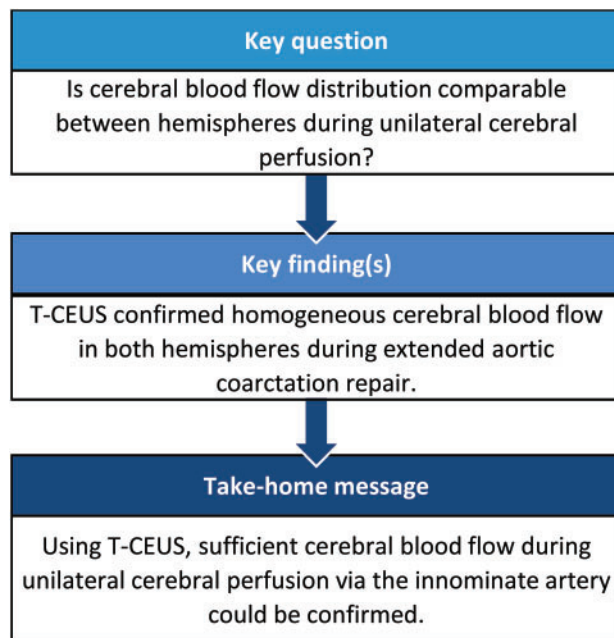 Key question
Is cerebral blood flow distribution comparable
between hemispheres during unilateral cerebral
perfusion?
Key finding(s)
T-CEUS confirmed homogeneous cerebral blood flow
in both hemispheres during extended aortic
coarctation repair.
Take-home message
Using T-CEUS, sufficient cerebral blood flow during
unilateral cerebral perfusion via the innominate artery
could be confirmed.